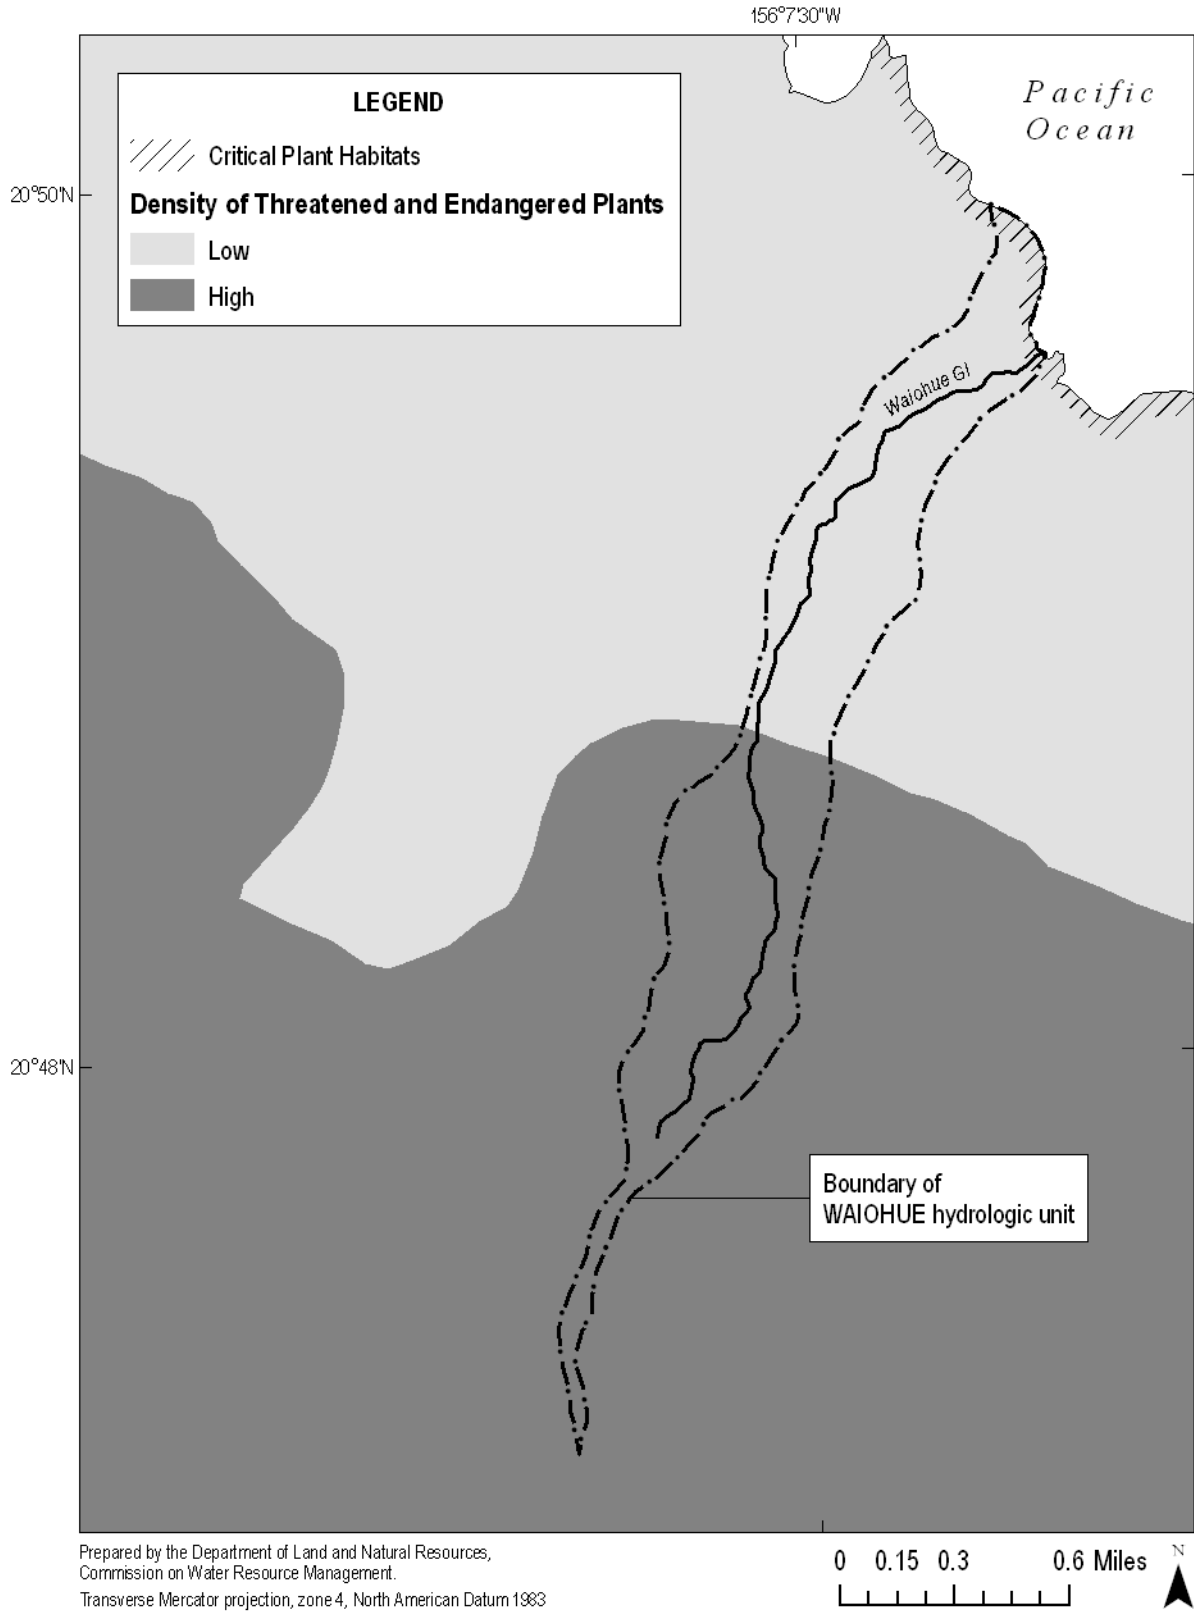 156°7'30"W
Pacific
Ocean
LEGEND
Critical Plant Habitats
20°50'N
Density of Threatened and Endangered Plants
Low
High
Waiohue Gl
20°48'N
Boundary of
WAIOHUE hydrologic unit
Prepared by the Department of Land and Natural Resources,
Commission on Water Resource Management.
Transverse Mercator projection, zone 4, North American Datum 1983
0 0.15 0.3 0.6 Miles
N